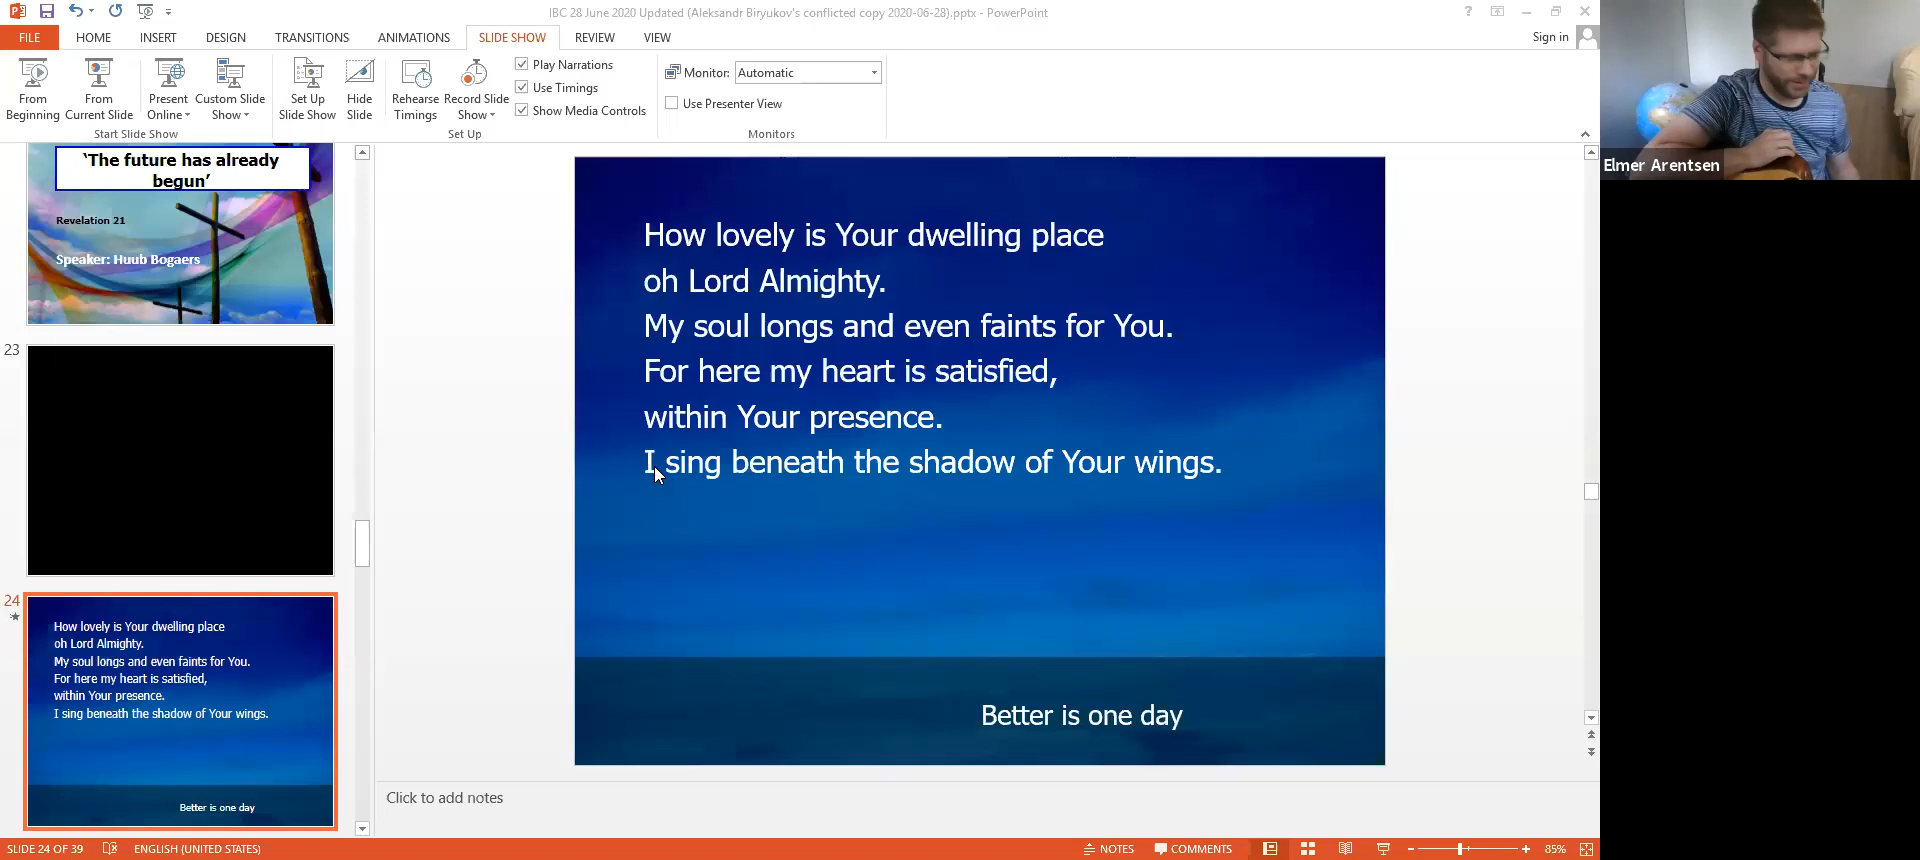 IBC 28 June 2020 Updated (Aleksandr Biryukov's conflicted copy 2020-06-28).pptx - PowerPoint
?
FILE HOME INSERT DESIGN TRANSITIONS ANIMATIONS SLIDE SHOW REVIEW VIEW Sign in
From Beginning
From Current Slide
Present Online
Custom Slide Show
Set Up Slide Show
Hide Slide
Rehearse Timings
Record Slide Show
Play Narrations
Use Timings
Show Media Controls
Monitor: Automatic
Use Presenter View
Start Slide Show
Set Up
Monitors
Elmer Arentsen
‘The future has already
begun’
Revelation 21
Speaker: Huub Bogaers
23
24
How lovely is Your dwelling place
oh Lord Almighty.
My soul longs and even faints for You.
For here my heart is satisfied,
within Your presence.
I sing beneath the shadow of Your wings.
Better is one day
How lovely is Your dwelling place
oh Lord Almighty.
My soul longs and even faints for You.
For here my heart is satisfied,
within Your presence.
I sing beneath the shadow of Your wings.
Better is one day
Click to add notes
SLIDE 24 OF 39 ENGLISH (UNITED STATES) NOTES COMMENTS 85%